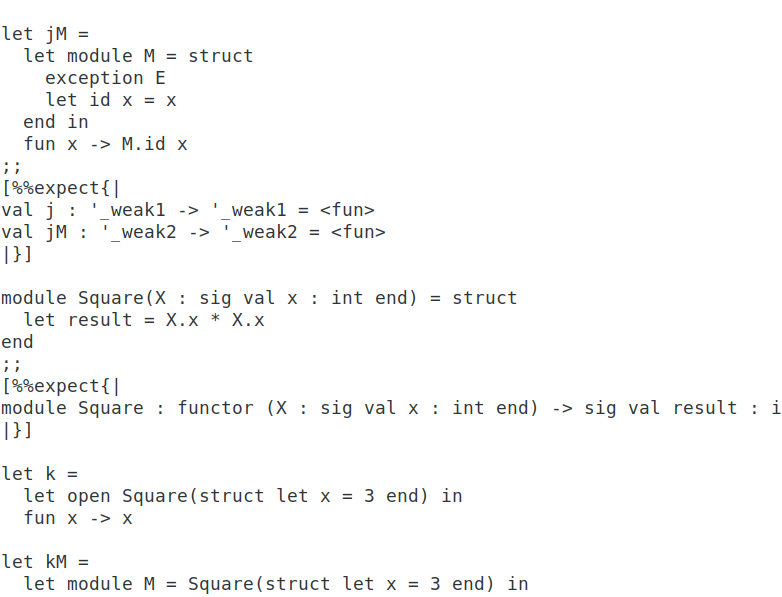 let jM =
  let module M = struct
    exception E
    let id x = x
  end in
  fun x -> M.id x
;;
[%%expect{|
val j : '_weak1 -> '_weak1 = <fun>
val jM : '_weak2 -> '_weak2 = <fun>
|}]

module Square(X : sig val x : int end) = struct
  let result = X.x * X.x
end
;;
[%%expect{|
module Square : functor (X : sig val x : int end) -> sig val result : i
|}]

let k =
  let open Square(struct let x = 3 end) in
  fun x -> x

let kM =
  let module M = Square(struct let x = 3 end) in